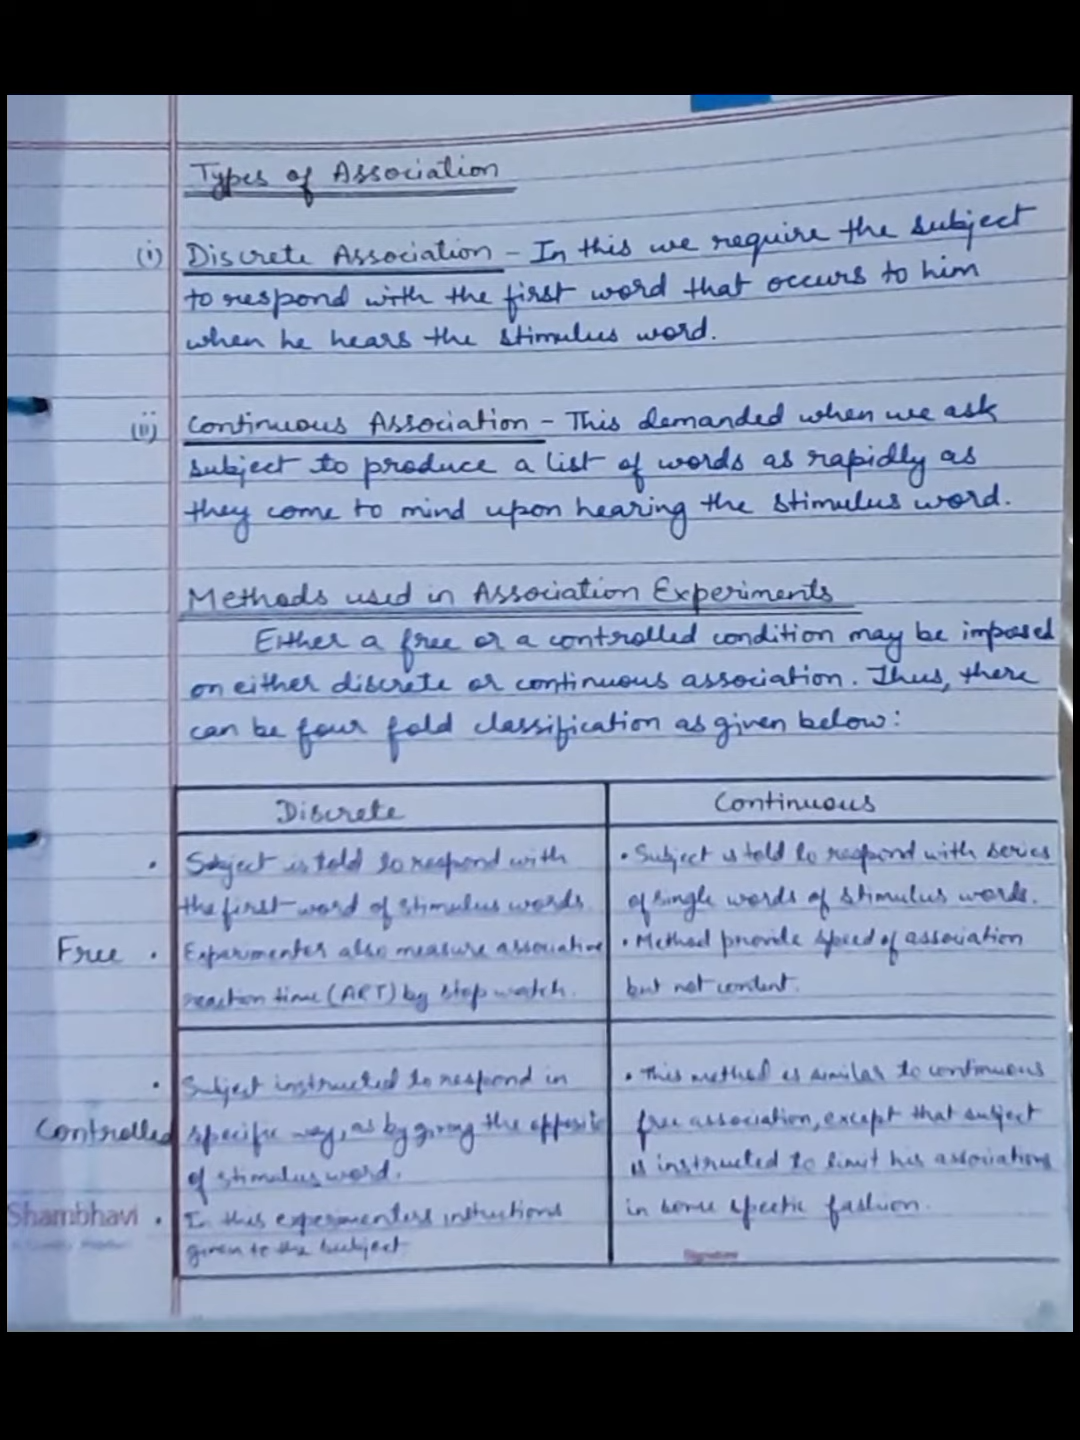 Types of Association
(i) Discrete Association - In this we require the subject
to respond with the first word that occurs to him
when he hears the stimulus word.
(ii) Continuous Association - This demanded when we ask
subject to produce a list of words as rapidly as
they come to mind upon hearing the stimulus word.
Methods used in Association Experiments
Either a free or a controlled condition may be imposed
on either discrete or continuous association. Thus, there
can be four fold classification as given below:
Discrete
Continuous
Free
• Subject is told to respond with
the first word of stimulus words.
• Experimenter also measure associative
reaction time (ART) by stop watch.
• Subject is told to respond with series
of single words of stimulus words.
• Method provide speed of association
but not content.
Controlled
• Subject instructed to respond in
specific way, as by giving the opposite
of stimulus word.
• In this experimenters
given to the subject
• This method is similar to continuous
free association, except that subject
is instructed to limit his associations
in some fashion.
Shambhavi
Signature